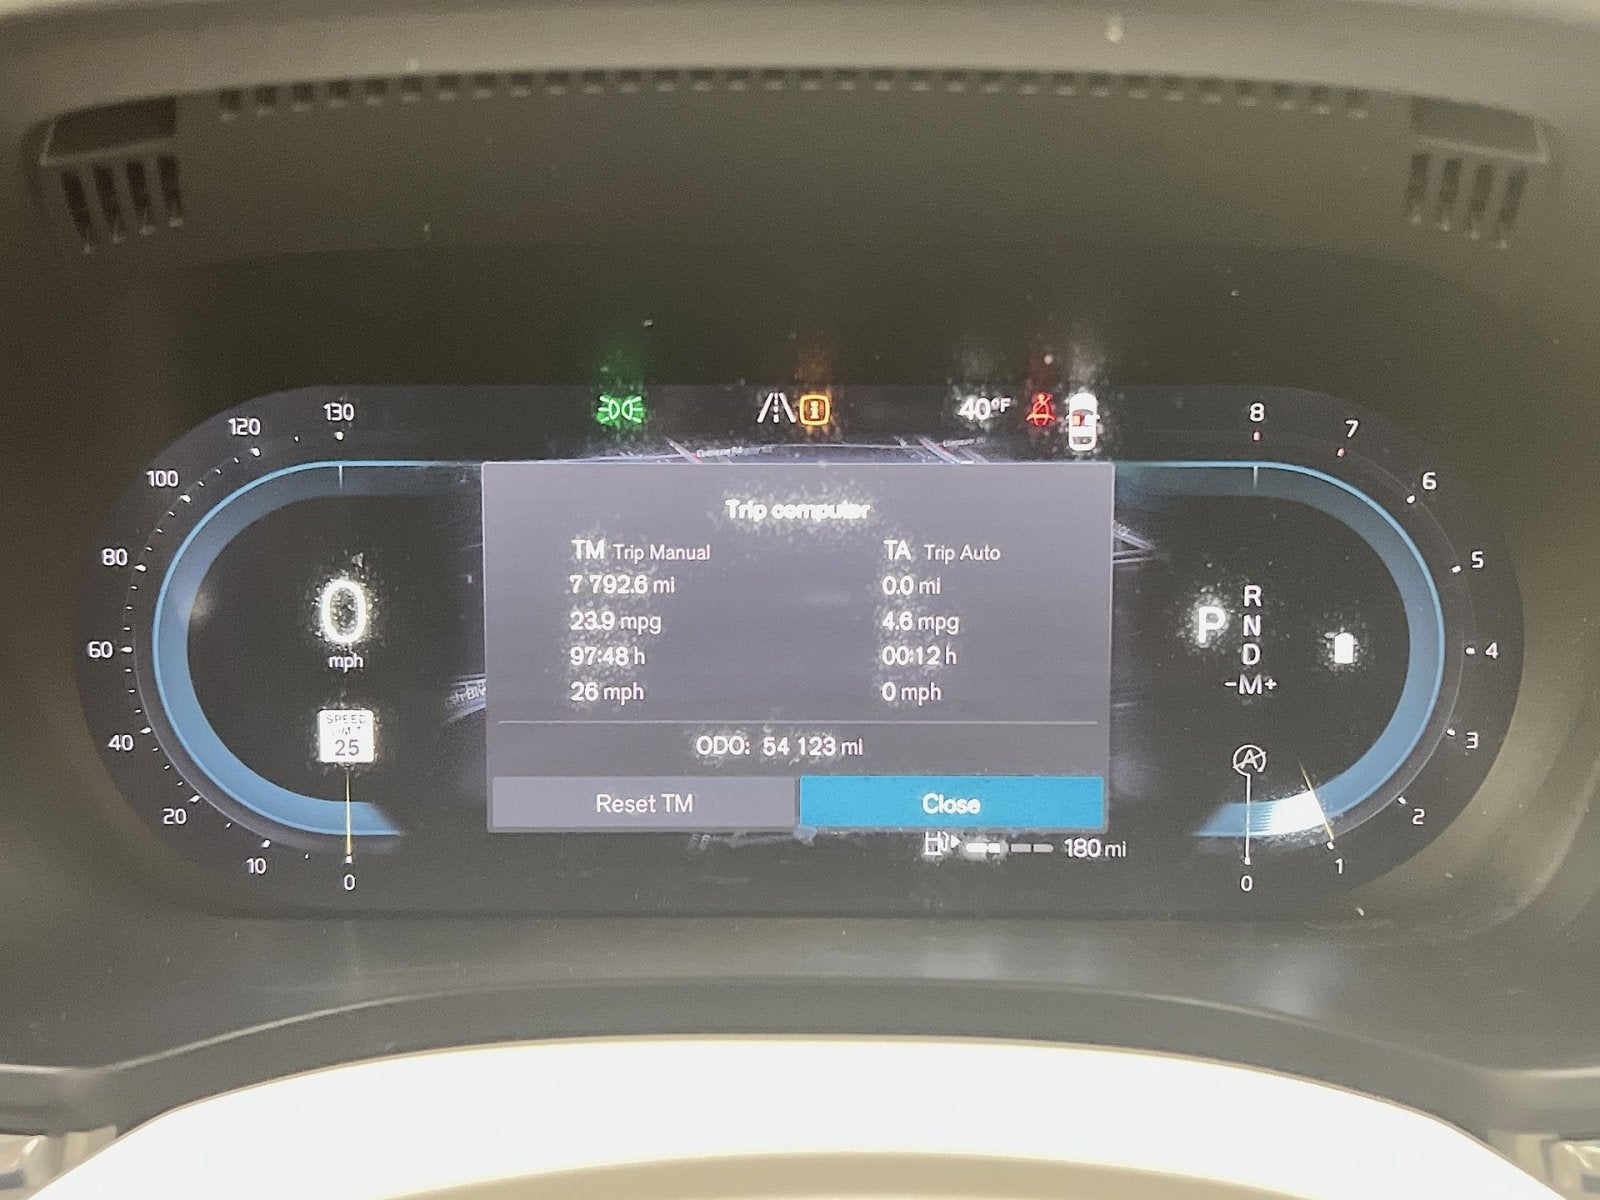 40°F
130
120
100
80
60
40
20
10
0
0
mph
SPEED
LIMIT
25
Trip computer
TM Trip Manual
7 792.6 mi
23.9 mpg
97:48 h
26 mph
TA Trip Auto
0.0 mi
4.6 mpg
00:12 h
0 mph
ODO: 54 123 mi
Reset TM
Close
180 mi
P
R
N
D
-M+
A
8
7
6
5
4
3
2
1
0